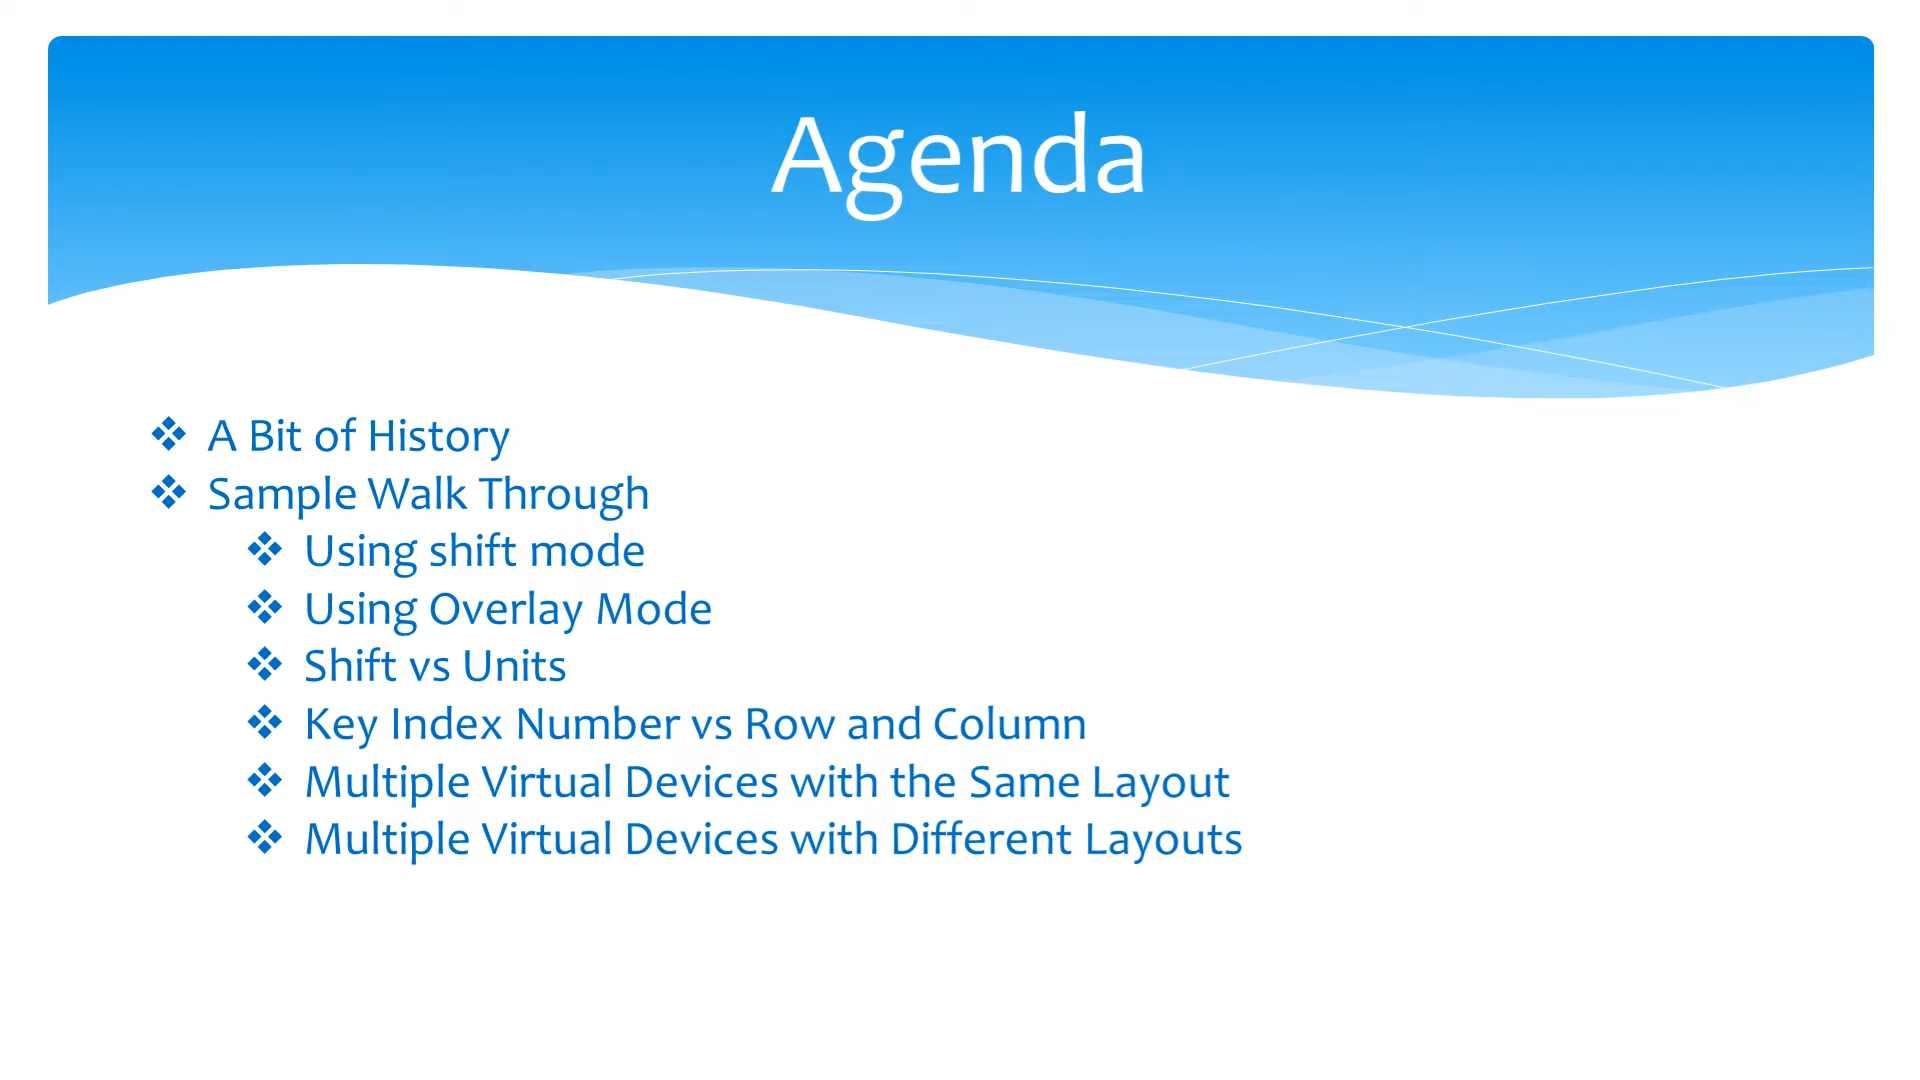 Agenda
❖ A Bit of History
❖ Sample Walk Through
❖ Using shift mode
❖ Using Overlay Mode
❖ Shift vs Units
❖ Key Index Number vs Row and Column
❖ Multiple Virtual Devices with the Same Layout
❖ Multiple Virtual Devices with Different Layouts